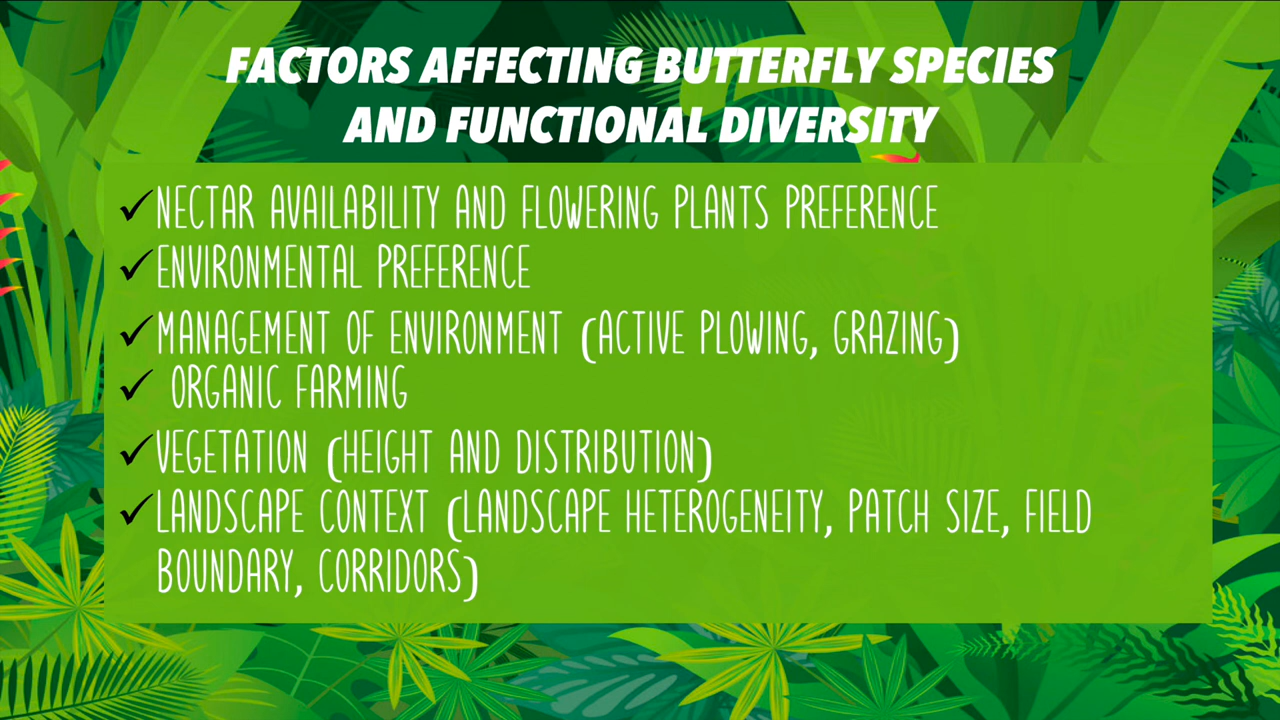 FACTORS AFFECTING BUTTERFLY SPECIES
AND FUNCTIONAL DIVERSITY
✓NECTAR AVAILABILITY AND FLOWERING PLANTS PREFERENCE
✓ENVIRONMENTAL PREFERENCE
✓MANAGEMENT OF ENVIRONMENT (ACTIVE PLOWING, GRAZING)
✓ ORGANIC FARMING
✓VEGETATION (HEIGHT AND DISTRIBUTION)
✓LANDSCAPE CONTEXT (LANDSCAPE HETEROGENEITY, PATCH SIZE, FIELD
BOUNDARY, CORRIDORS)